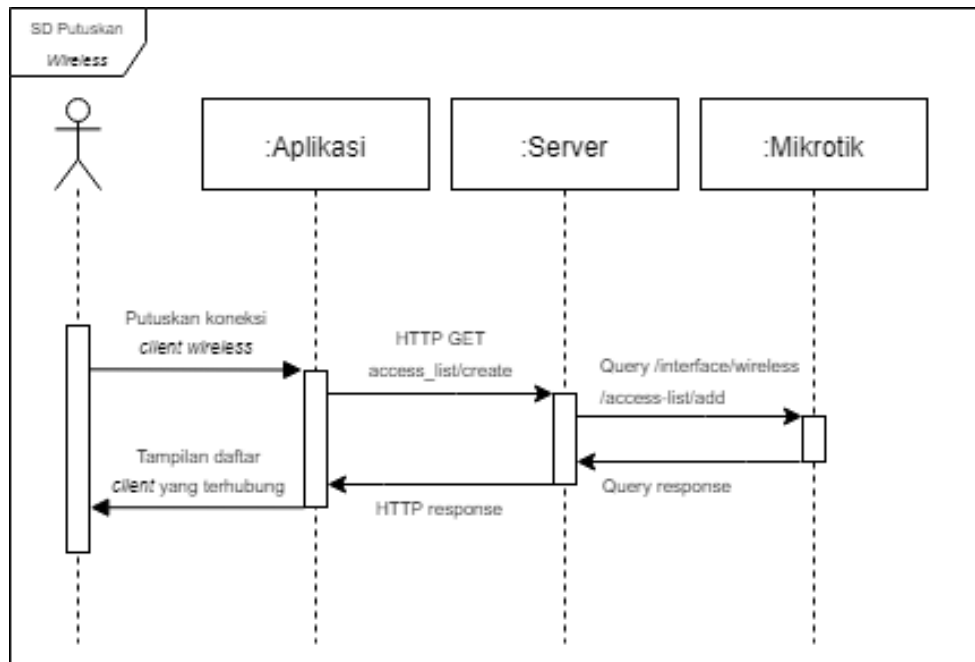 SD Putuskan
Wireless
:Aplikasi
:Server
:Mikrotik
Putuskan koneksi
client wireless
HTTP GET
access_list/create
Query /interface/wireless
/access-list/add
Tampilan daftar
client yang terhubung
HTTP response
Query response